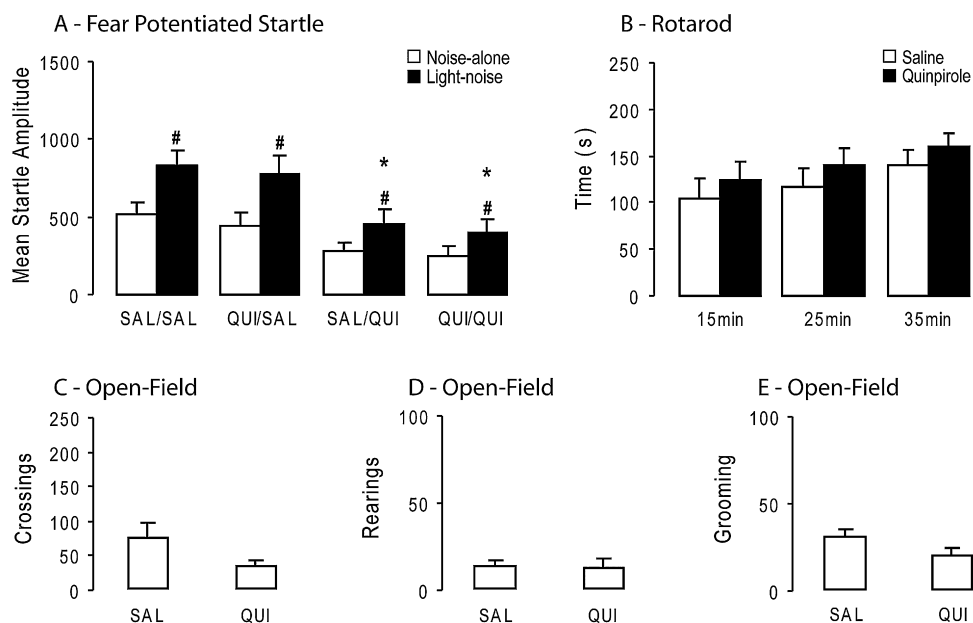 A - Fear Potentiated Startle
Noise-alone
Light-noise
Mean Startle Amplitude
1500
1000
500
0
#
#
*
#
*
#
SAL/SAL QUI/SAL SAL/QUI QUI/QUI
B - Rotarod
Saline
Quinpirole
Time (s)
250
200
150
100
50
0
15min 25min 35min
C - Open-Field
Crossings
250
200
150
100
50
0
SAL QUI
D - Open-Field
Rearings
100
50
0
SAL QUI
E - Open-Field
Grooming
100
50
0
SAL QUI